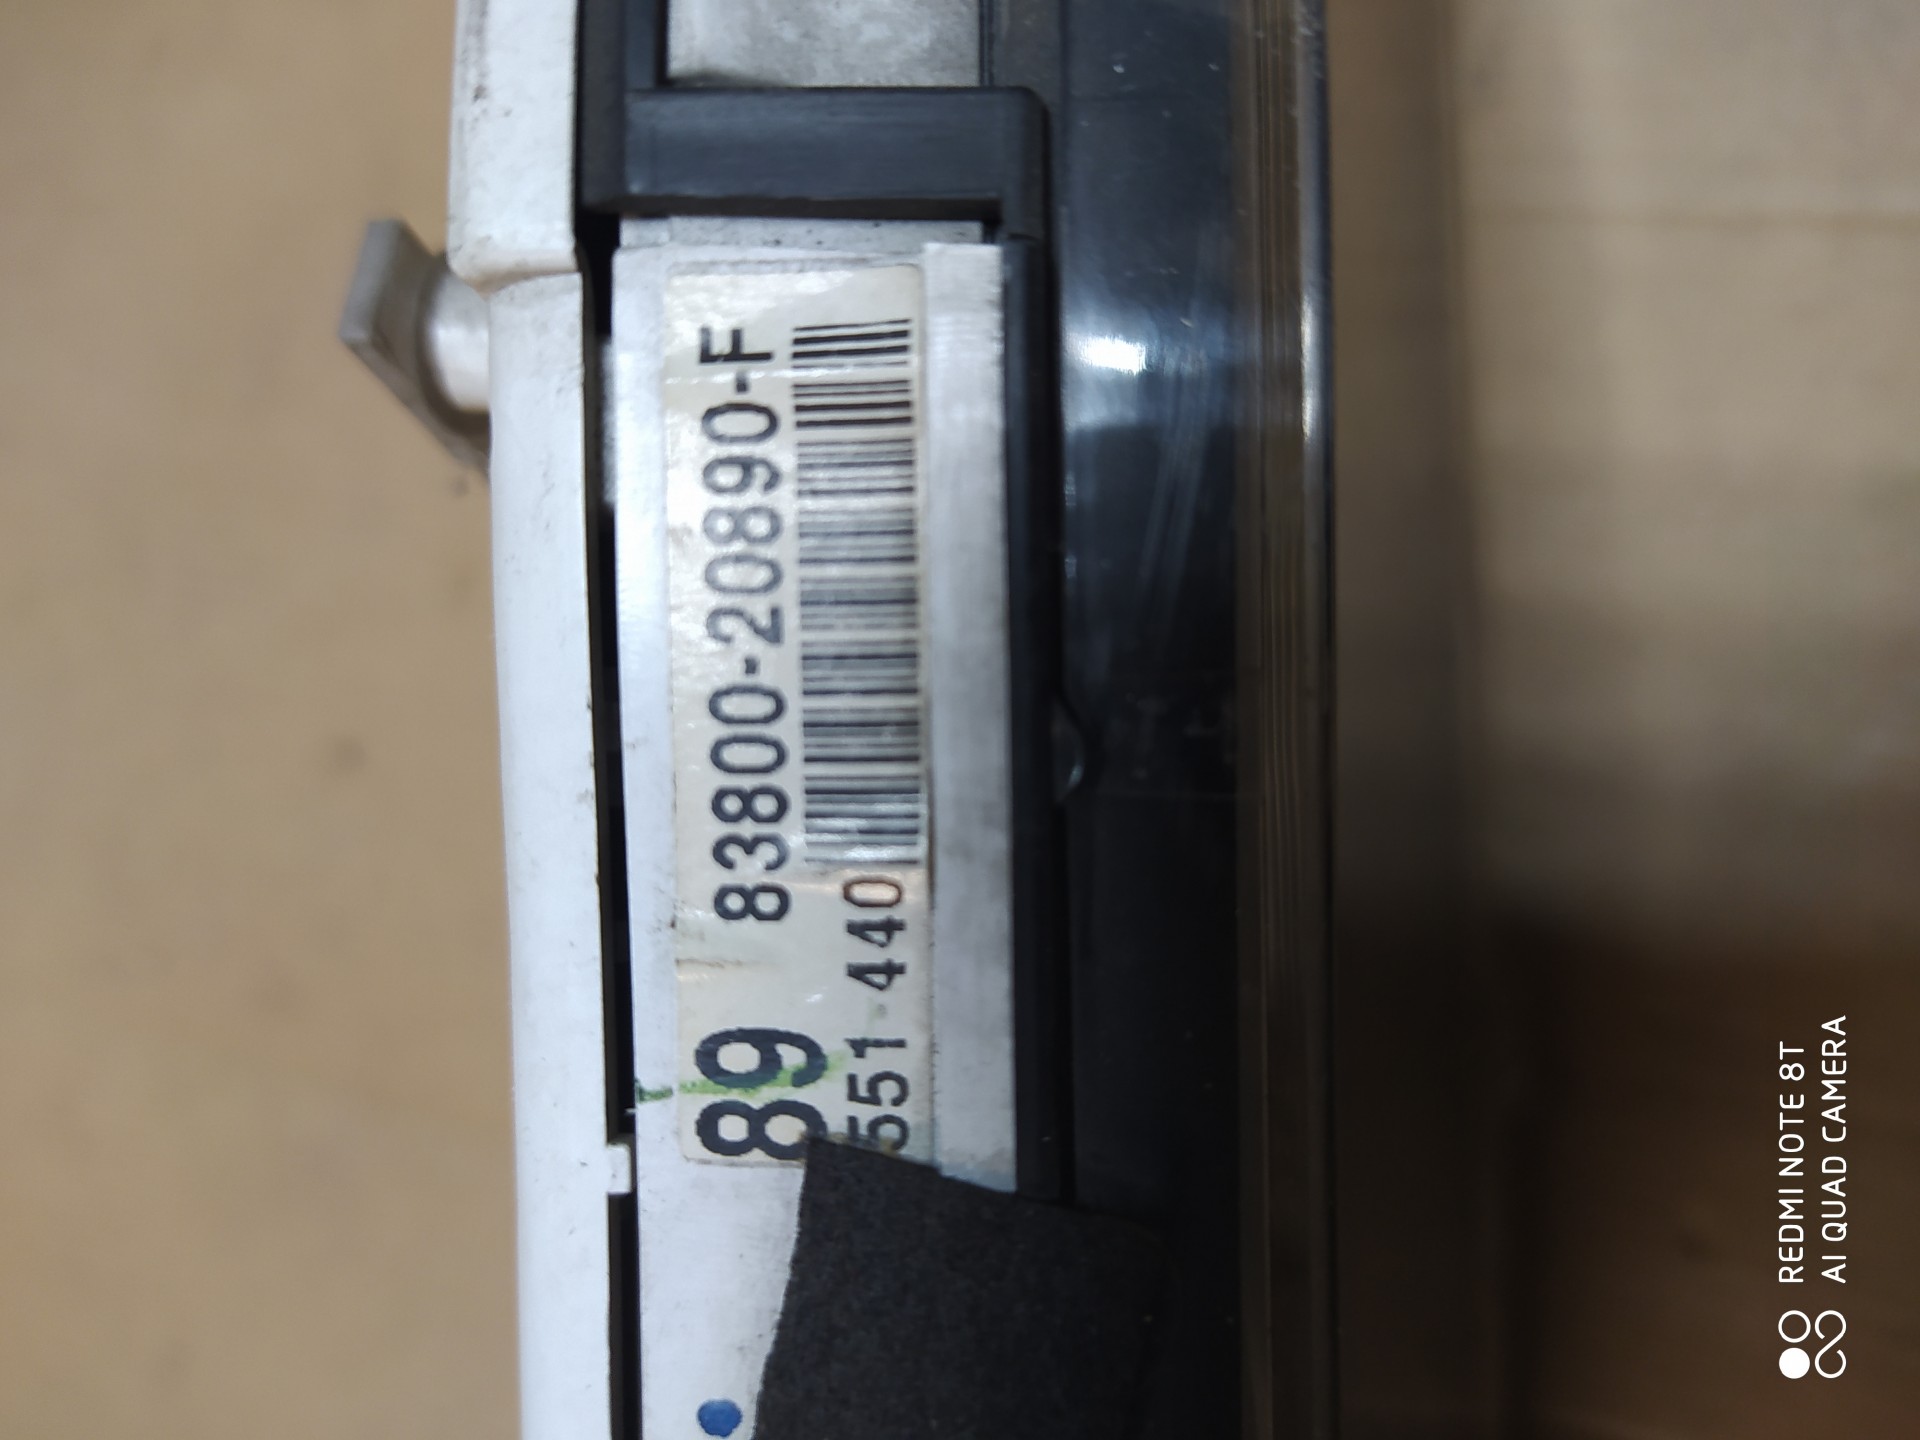 83800-20890-F
89
551 440
REDMI NOTE 8T
AI QUAD CAMERA